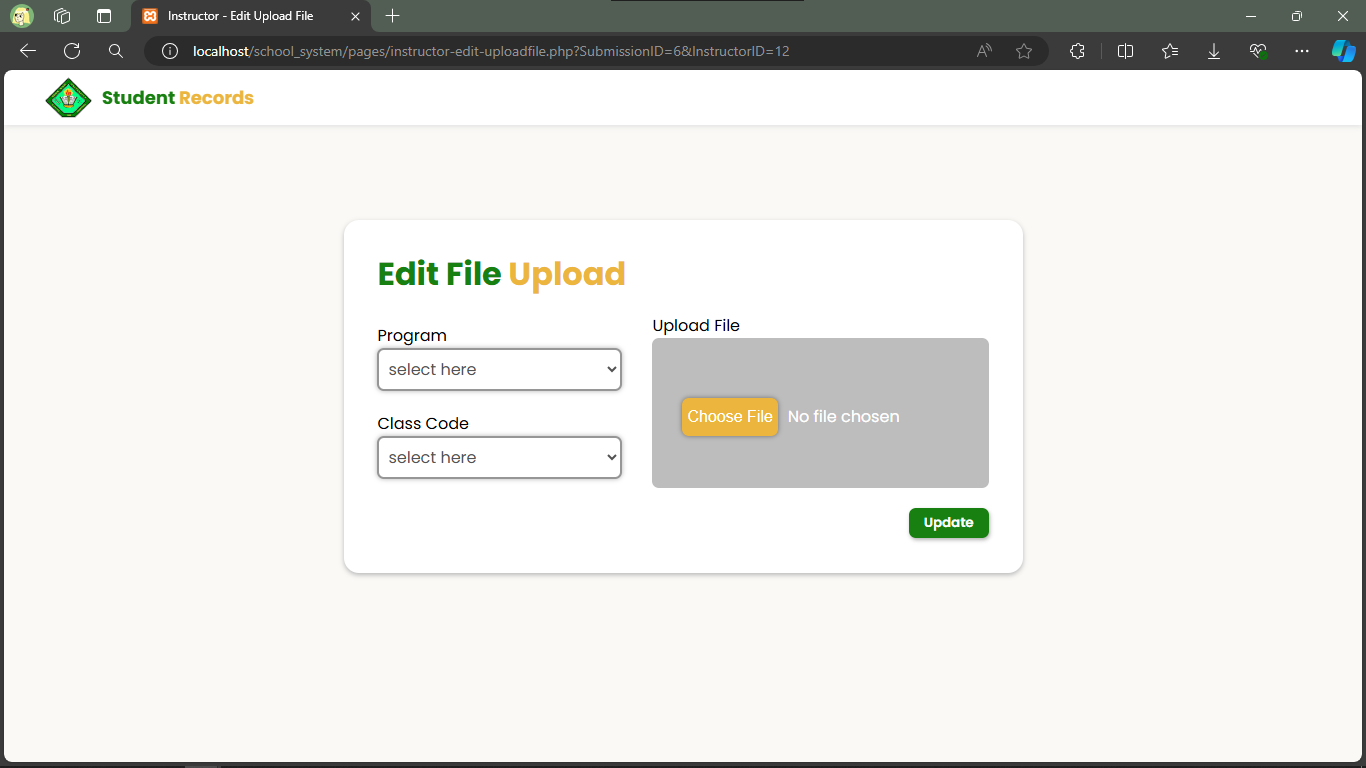 Instructor - Edit Upload File
localhost/school_system/pages/instructor-edit-uploadfile.php?SubmissionID=6&InstructorID=12
Student Records
Edit File Upload
Program
select here
Class Code
select here
Upload File
Choose File No file chosen
Update